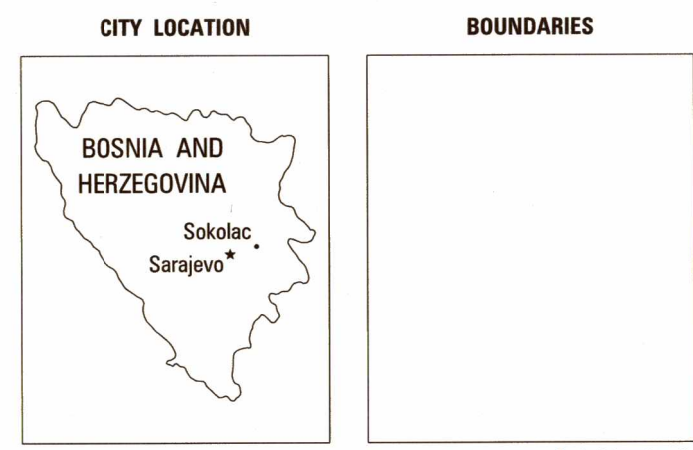 CITY LOCATION
BOUNDARIES
BOSNIA AND
HERZEGOVINA
Sokolac
Sarajevo